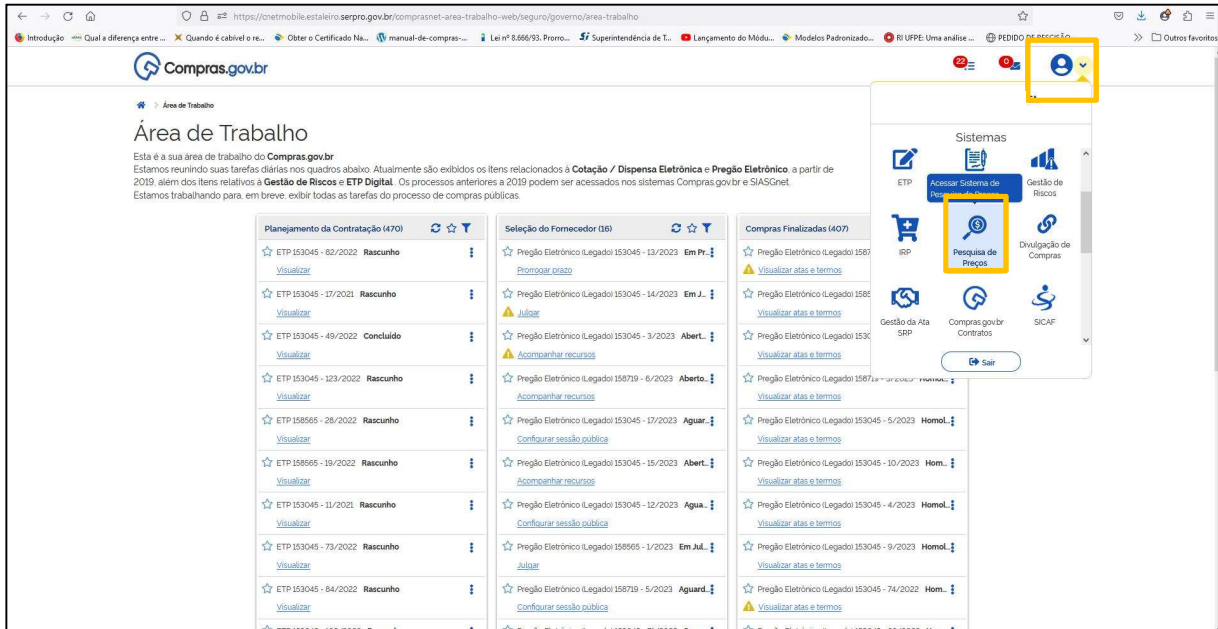 https://cnetmobile.estaleiro.serpro.gov.br/comprasnet-area-trabalho-web/seguro/governo/area-trabalho
Introdução Qual a diferença entre ... Quando é cabível o re... Obter o Certificado Na... manual-de-compras-... Lei nº 8.666/93. Prorro... Superintendência de T... Lançamento do Módu... Modelos Padronizado... RI UFPE: Uma análise ... PEDIDO DE RESCISÃO Outros favoritos
Compras.gov.br
22
0
Área de Trabalho
Área de Trabalho
Esta é a sua área de trabalho do Compras.gov.br
Estamos reunindo suas tarefas diárias nos quadros abaixo. Atualmente são exibidos os itens relacionados à Cotação / Dispensa Eletrônica e Pregão Eletrônico, a partir de
2019, além dos itens relativos à Gestão de Riscos e ETP Digital. Os processos anteriores a 2019 podem ser acessados nos sistemas Compras.gov.br e SIASGnet.
Estamos trabalhando para, em breve, exibir todas as tarefas do processo de compras públicas.
Sistemas
ETP
Acessar Sistema de
Gestão de
Riscos
IRP
Pesquisa de
Preços
Divulgação de
Compras
Gestão da Ata
SRP
Compras.gov.br
Contratos
SICAF
Sair
Planejamento da Contratação (470)
ETP 153045 - 82/2022 Rascunho
Visualizar
ETP 153045 - 17/2021 Rascunho
Visualizar
ETP 153045 - 49/2022 Concluído
Visualizar
ETP 153045 - 123/2022 Rascunho
Visualizar
ETP 158565 - 28/2022 Rascunho
Visualizar
ETP 158565 - 19/2022 Rascunho
Visualizar
ETP 153045 - 11/2021 Rascunho
Visualizar
ETP 153045 - 73/2022 Rascunho
Visualizar
ETP 153045 - 84/2022 Rascunho
Visualizar
Seleção do Fornecedor (16)
Pregão Eletrônico (Legado) 153045 - 13/2023 Em Pr...
Prorrogar prazo
Pregão Eletrônico (Legado) 153045 - 14/2023 Em J...
Julgar
Pregão Eletrônico (Legado) 153045 - 3/2023 Abert...
Acompanhar recursos
Pregão Eletrônico (Legado) 158719 - 6/2023 Aberto...
Acompanhar recursos
Pregão Eletrônico (Legado) 153045 - 17/2023 Aguar...
Configurar sessão pública
Pregão Eletrônico (Legado) 153045 - 15/2023 Abert...
Acompanhar recursos
Pregão Eletrônico (Legado) 153045 - 12/2023 Agua...
Configurar sessão pública
Pregão Eletrônico (Legado) 158565 - 1/2023 Em Jul...
Julgar
Pregão Eletrônico (Legado) 158719 - 5/2023 Aguard...
Configurar sessão pública
Compras Finalizadas (407)
Pregão Eletrônico (Legado) 1587
Visualizar atas e termos
Pregão Eletrônico (Legado) 1585
Visualizar atas e termos
Pregão Eletrônico (Legado) 1530
Visualizar atas e termos
Pregão Eletrônico (Legado)
Visualizar atas e termos
Pregão Eletrônico (Legado) 153045 - 5/2023 Homol...
Visualizar atas e termos
Pregão Eletrônico (Legado) 153045 - 10/2023 Hom...
Visualizar atas e termos
Pregão Eletrônico (Legado) 153045 - 4/2023 Homol...
Visualizar atas e termos
Pregão Eletrônico (Legado) 153045 - 9/2023 Homol...
Visualizar atas e termos
Pregão Eletrônico (Legado) 153045 - 74/2022 Hom...
Visualizar atas e termos